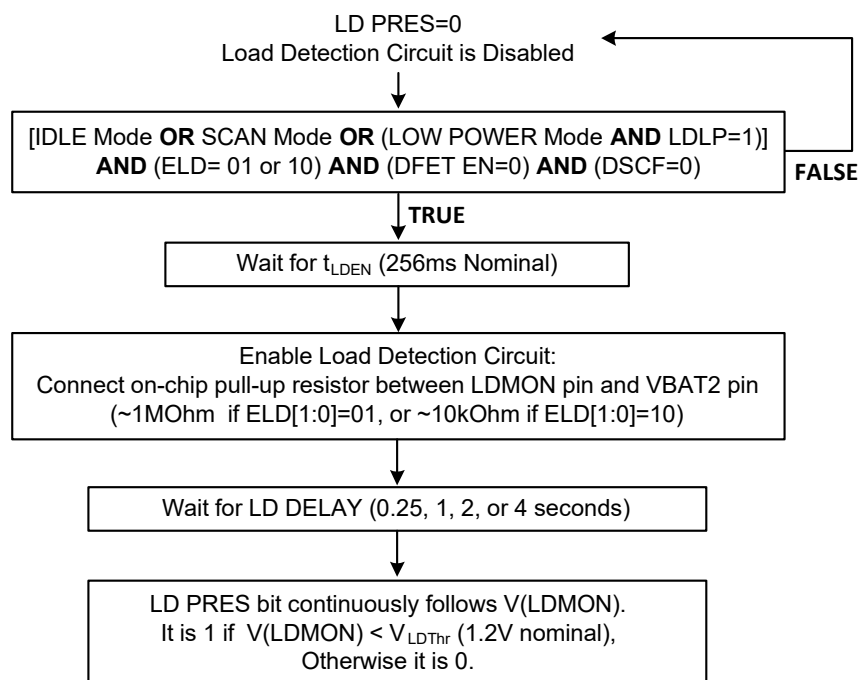 LD PRES=0
Load Detection Circuit is Disabled
[IDLE Mode OR SCAN Mode OR (LOW POWER Mode AND LDLP=1)]
AND (ELD= 01 or 10) AND (DFET EN=0) AND (DSCF=0)
FALSE
TRUE
Wait for tLDEN (256ms Nominal)
Enable Load Detection Circuit:
Connect on-chip pull-up resistor between LDMON pin and VBAT2 pin
(~1MOhm  if ELD[1:0]=01, or ~10kOhm if ELD[1:0]=10)
Wait for LD DELAY (0.25, 1, 2, or 4 seconds)
LD PRES bit continuously follows V(LDMON).
It is 1 if  V(LDMON) < VLDThr (1.2V nominal),
Otherwise it is 0.